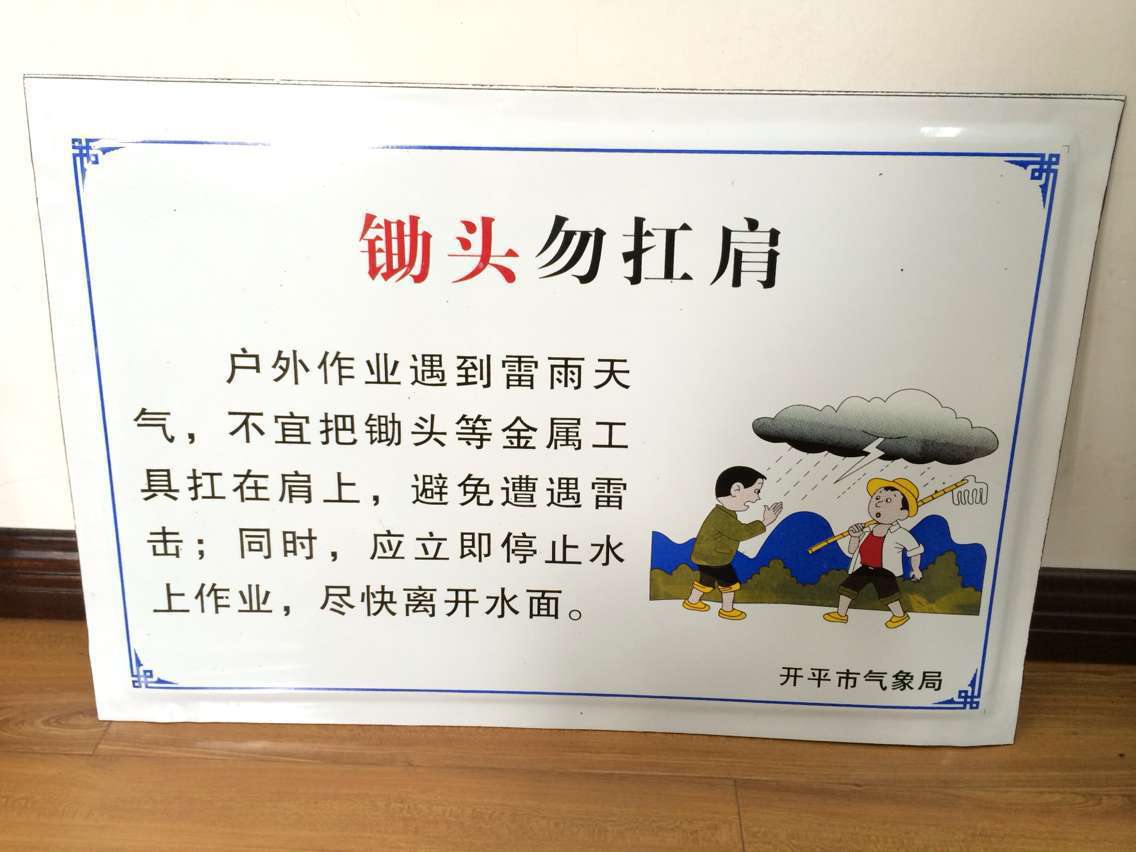 锄头勿扛肩
户外作业遇到雷雨天
气，不宜把锄头等金属工
具扛在肩上，避免遭遇雷
击；同时，应立即停止水
上作业，尽快离开水面。
开平市气象局